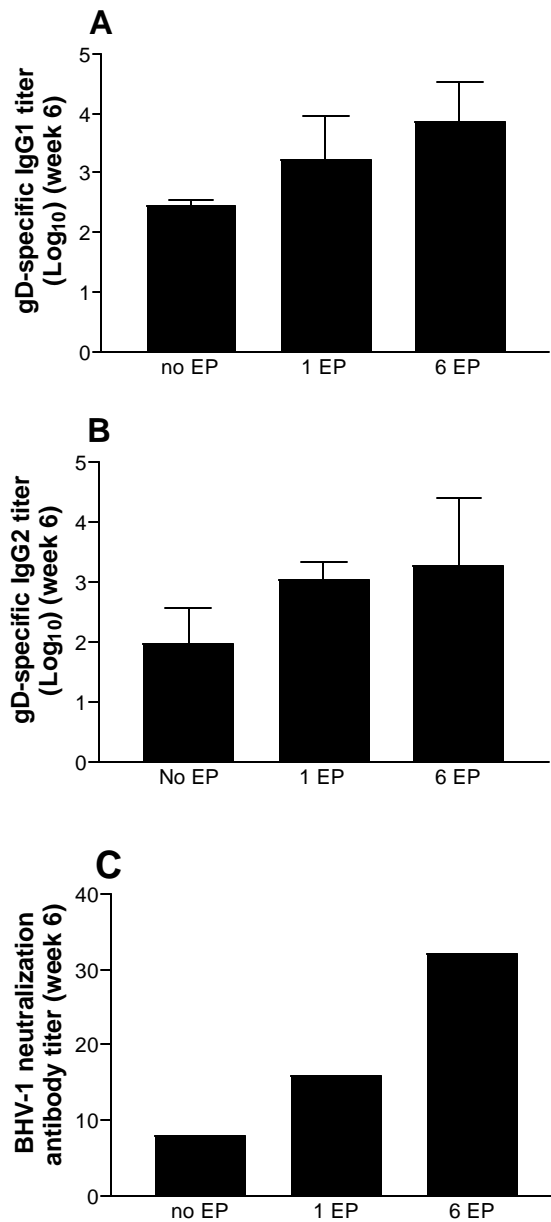 A
gD-specific IgG1 titer
(Log₁₀) (week 6)
5
4
3
2
1
0
no EP 1 EP 6 EP
B
gD-specific IgG2 titer
(Log₁₀) (week 6)
5
4
3
2
1
0
No EP 1 EP 6 EP
C
BHV-1 neutralization
antibody titer (week 6)
40
30
20
10
0
no EP 1 EP 6 EP